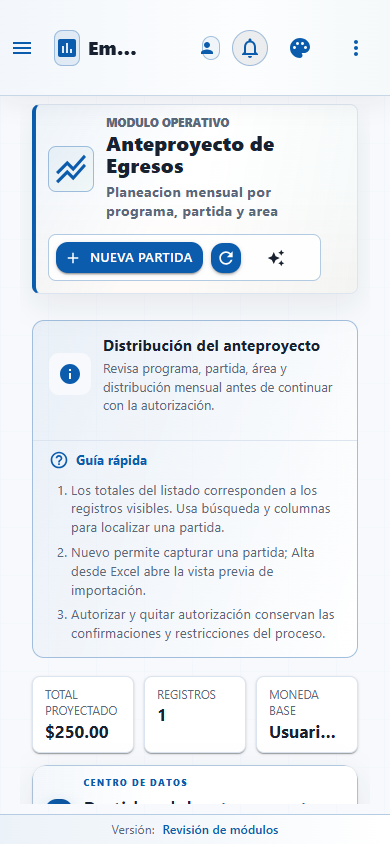 Em...
MODULO OPERATIVO
Anteproyecto de
Egresos
Planeacion mensual por
programa, partida y area
NUEVA PARTIDA
Distribución del anteproyecto
Revisa programa, partida, área y
distribución mensual antes de continuar
con la autorización.
Guía rápida
1. Los totales del listado corresponden a los
registros visibles. Usa búsqueda y columnas
para localizar una partida.
2. Nuevo permite capturar una partida; Alta
desde Excel abre la vista previa de
importación.
3. Autorizar y quitar autorización conservan las
confirmaciones y restricciones del proceso.
TOTAL
PROYECTADO
$250.00
REGISTROS
1
MONEDA
BASE
Usuari...
CENTRO DE DATOS
Versión: Revisión de módulos